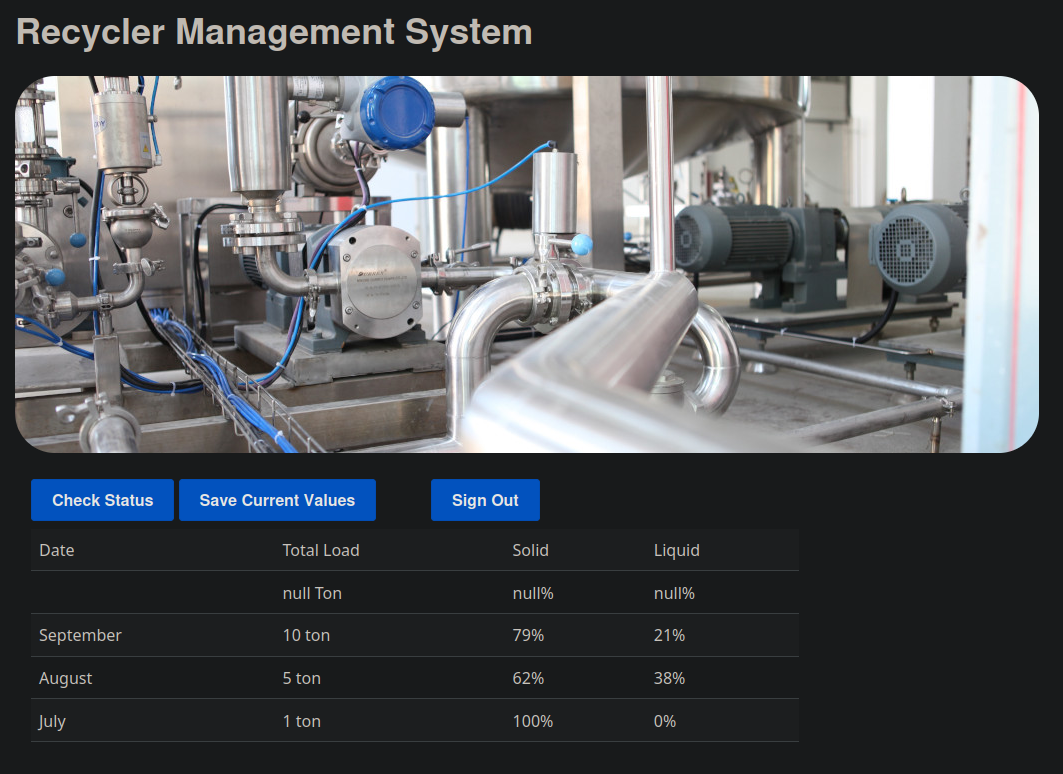 Recycler Management System
Check Status Save Current Values Sign Out
Date Total Load Solid Liquid
null Ton null% null%
September 10 ton 79% 21%
August 5 ton 62% 38%
July 1 ton 100% 0%